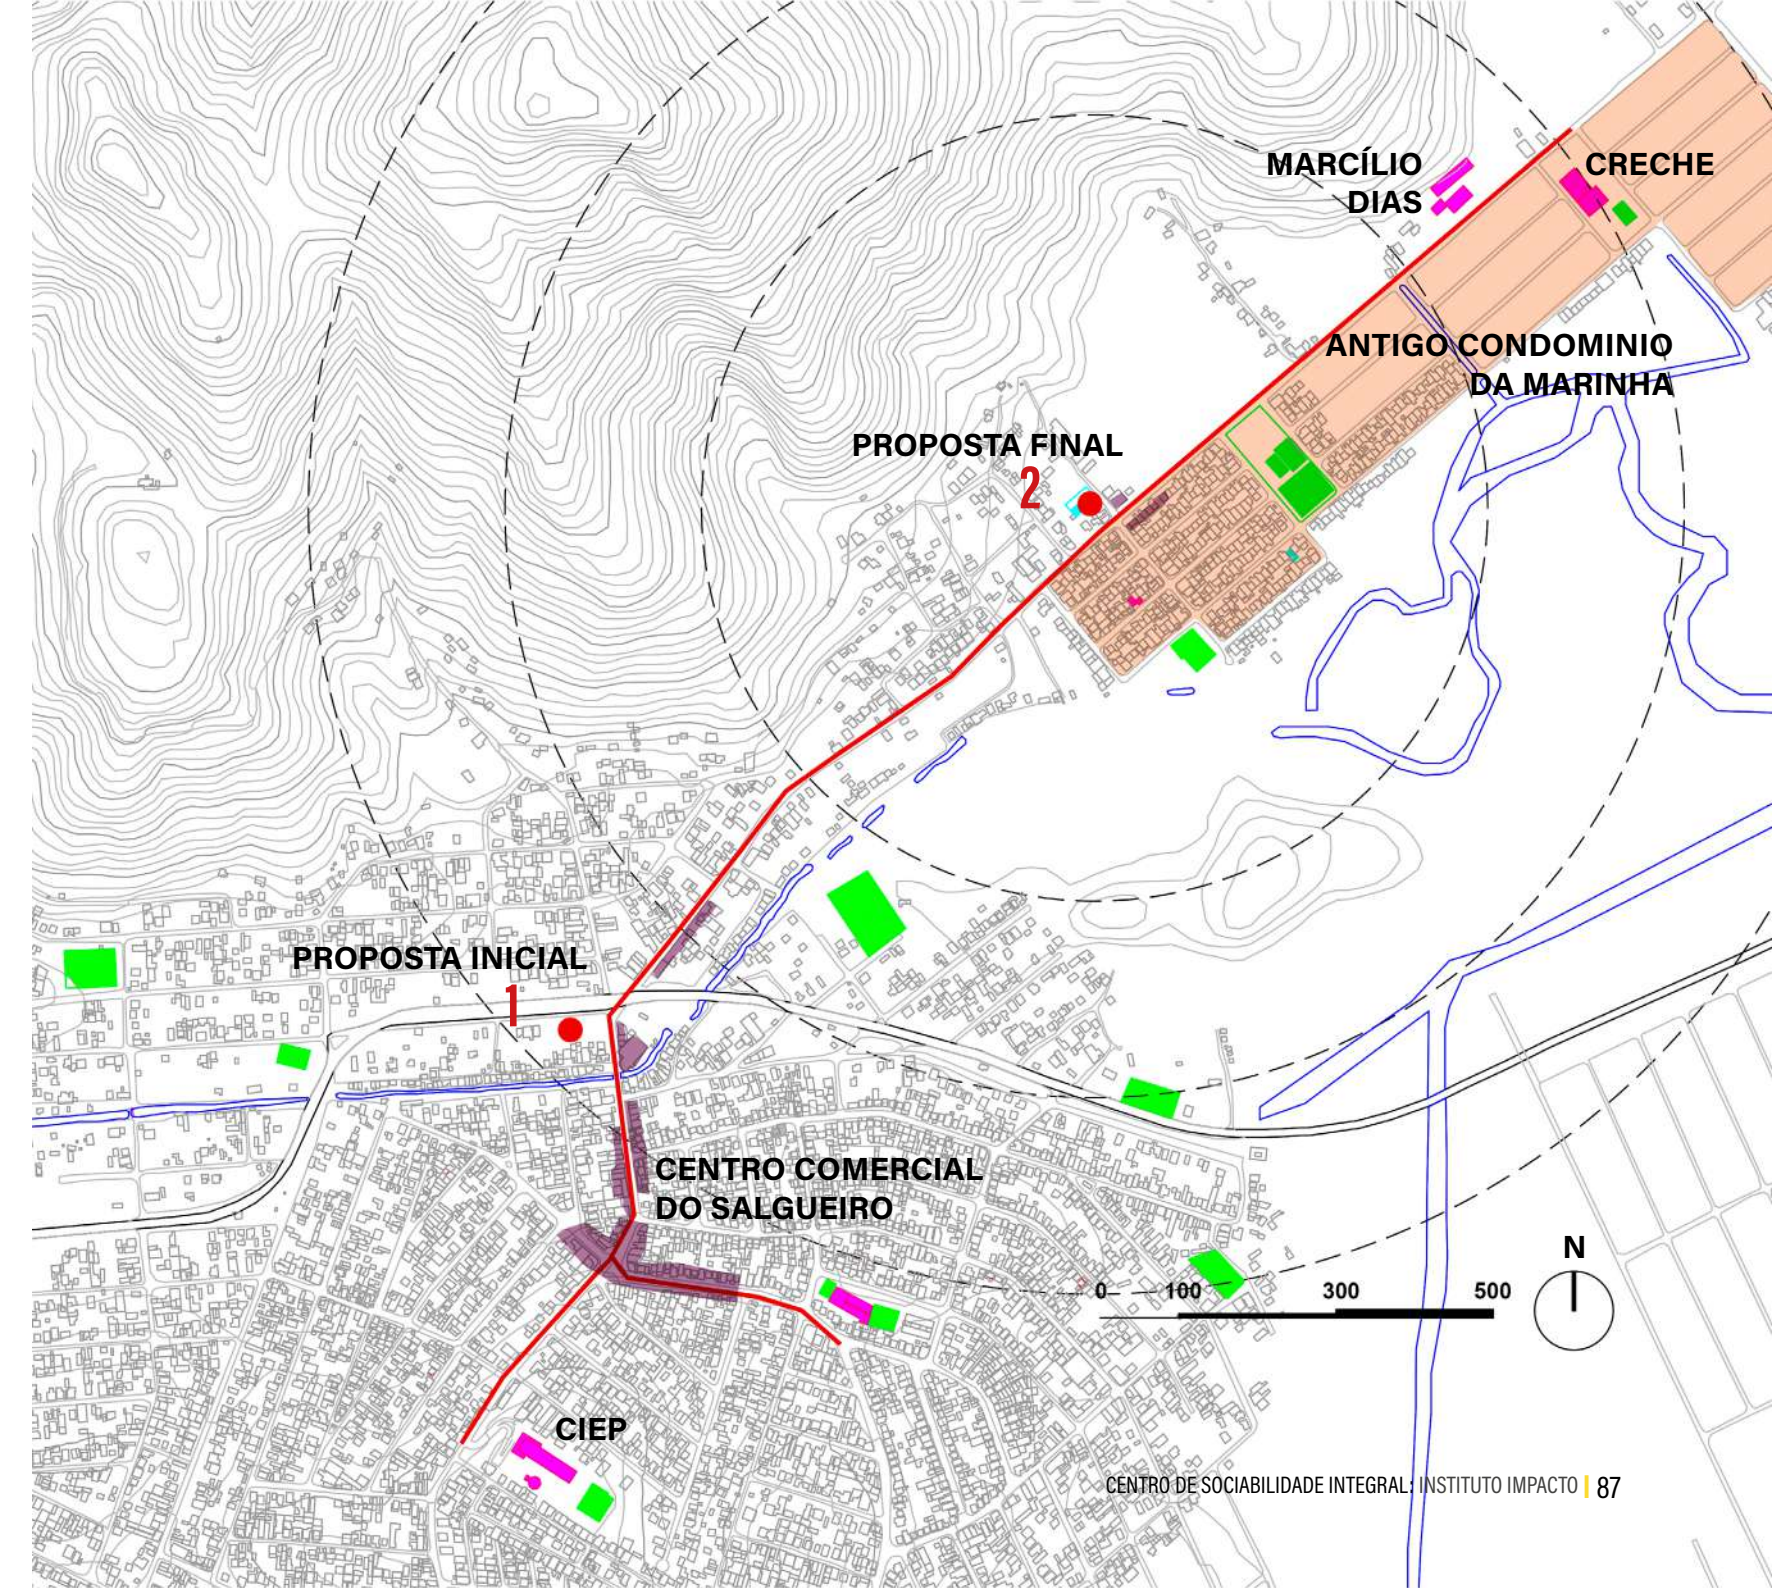 MARCÍLIO
DIAS
CRECHE
ANTIGO CONDOMINIO
DA MARINHA
PROPOSTA FINAL
2
PROPOSTA INICIAL
1
CENTRO COMERCIAL
DO SALGUEIRO
N
0 100 300 500
CIEP
CENTRO DE SOCIABILIDADE INTEGRAL: INSTITUTO IMPACTO | 87